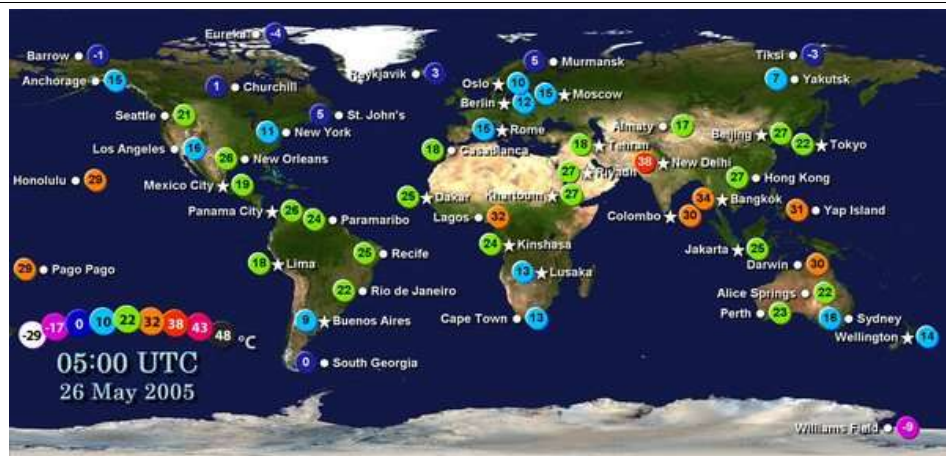 Eureka -4
Barrow -1
Tiksi -3
5 Murmansk
Reykjavik 3
Anchorage 15
1 Churchill
Oslo 10
7 Yakutsk
Berlin 12
15 Moscow
Seattle 21
5 St. John's
11 New York
15 Rome
Almaty 17
Beijing 27
22 Tokyo
Los Angeles 16
26 New Orleans
18 Casablanca
18 Tehran
38 New Delhi
27 Riyadh
27 Hong Kong
Honolulu 29
Mexico City 19
25 Dakar
Khartoum 27
34 Bangkok
Panama City 26
24 Paramaribo
Lagos 32
Colombo 30
31 Yap Island
24 Kinshasa
Jakarta 25
18 Lima
25 Recife
29 Pago Pago
13 Lusaka
Darwin 30
22 Rio de Janeiro
Alice Springs 22
9 Buenos Aires
Cape Town 13
Perth 23
16 Sydney
Wellington 14
-29 -17 0 10 22 32 38 43 48 °C
05:00 UTC
26 May 2005
0 South Georgia
Williams Field -9